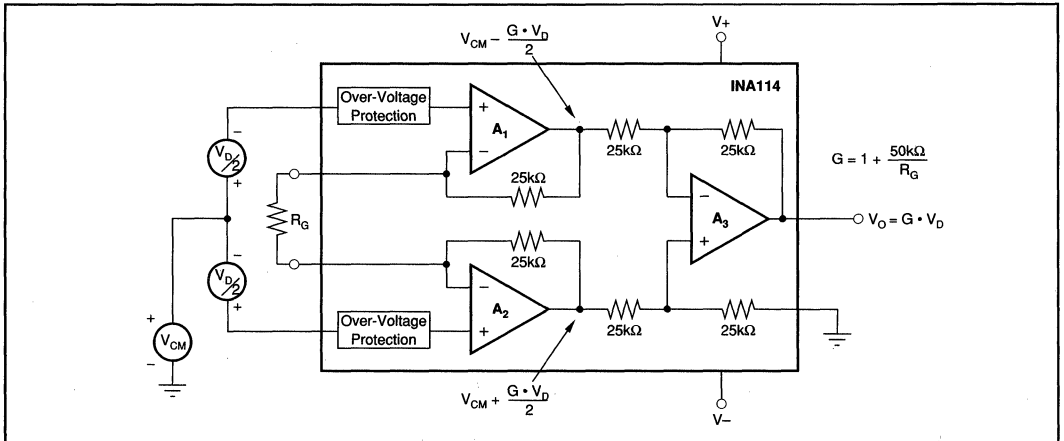 V+
V_CM − G • V_D / 2
INA114
Over-Voltage
Protection
+
A₁
−
25kΩ
25kΩ
25kΩ
G = 1 + 50kΩ / R_G
−
V_D/2
+
R_G
−
A₃
+
V_O = G • V_D
−
V_D/2
+
25kΩ
−
A₂
+
Over-Voltage
Protection
25kΩ
25kΩ
+
V_CM
−
V_CM + G • V_D / 2
V−